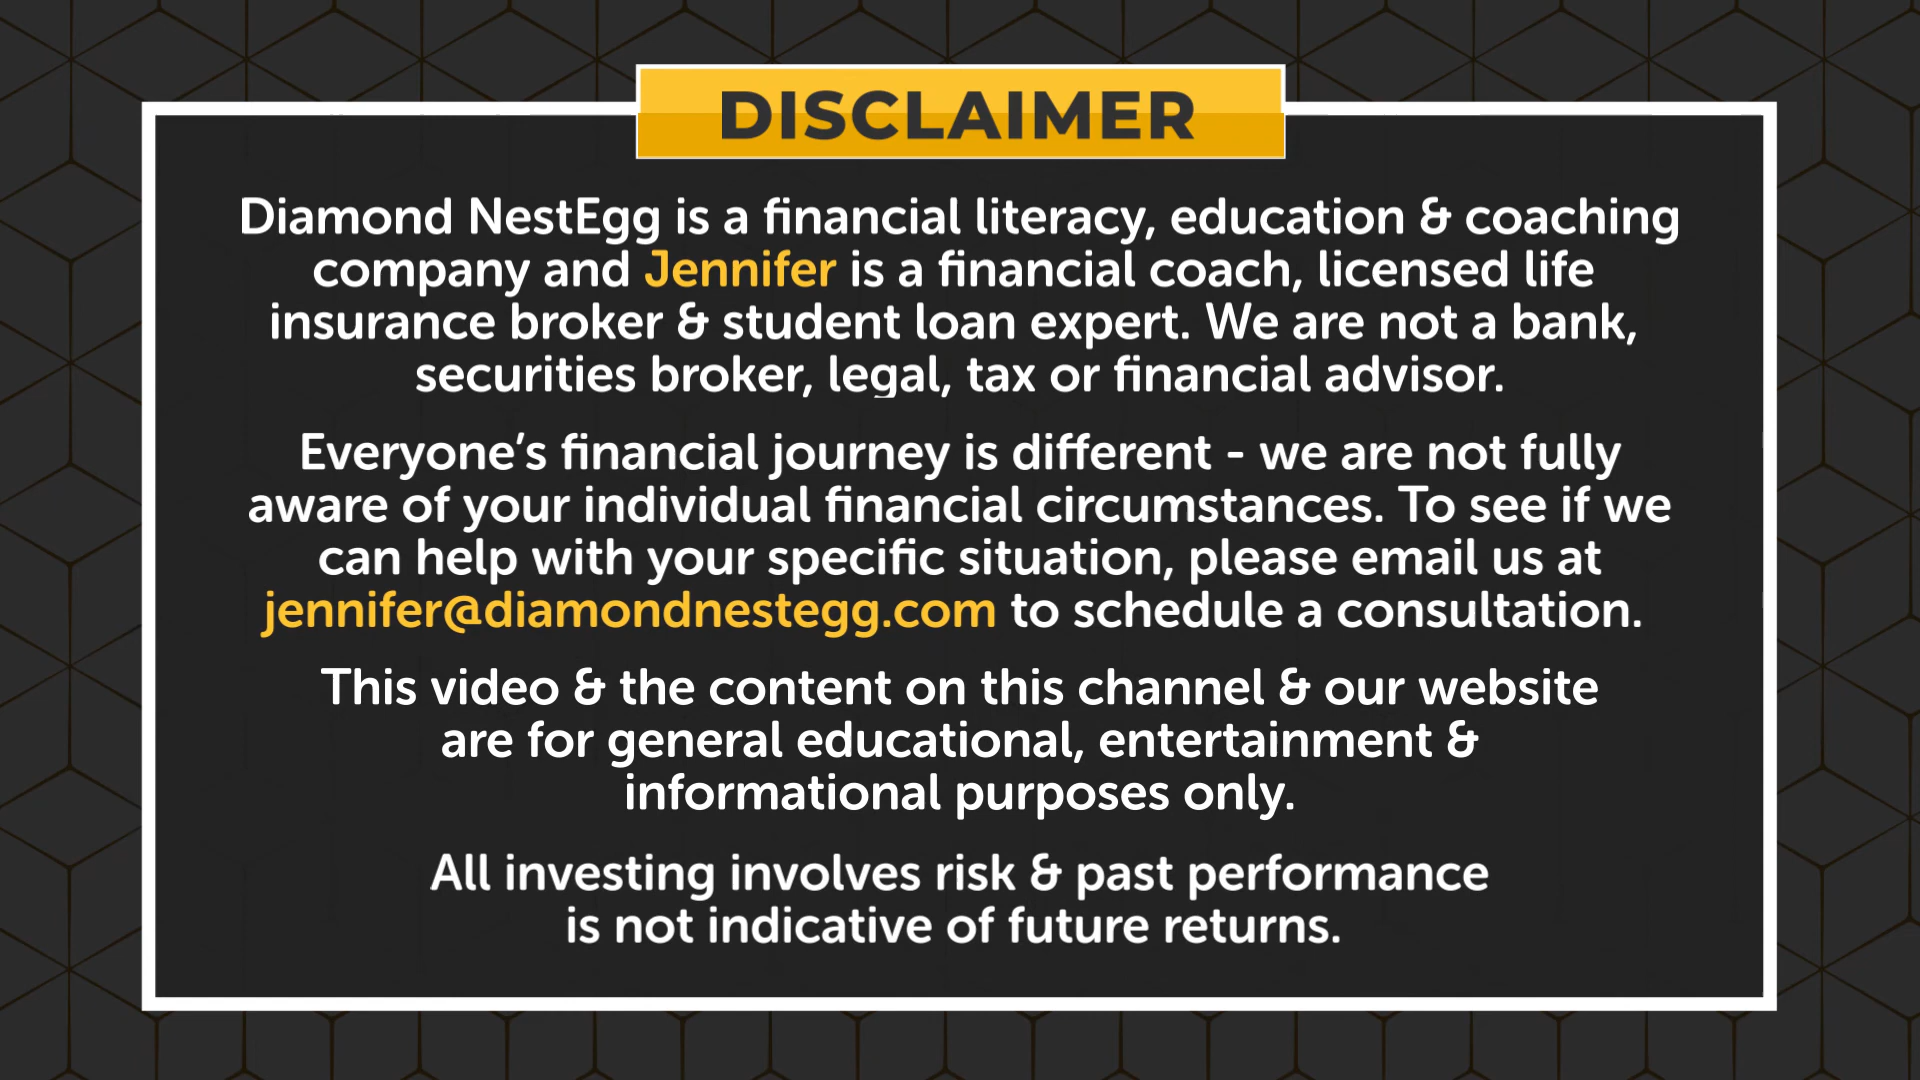 DISCLAIMER
Diamond NestEgg is a financial literacy, education & coaching
company and Jennifer is a financial coach, licensed life
insurance broker & student loan expert. We are not a bank,
securities broker, legal, tax or financial advisor.
Everyone’s financial journey is different - we are not fully
aware of your individual financial circumstances. To see if we
can help with your specific situation, please email us at
jennifer@diamondnestegg.com to schedule a consultation.
This video & the content on this channel & our website
are for general educational, entertainment &
informational purposes only.
All investing involves risk & past performance
is not indicative of future returns.